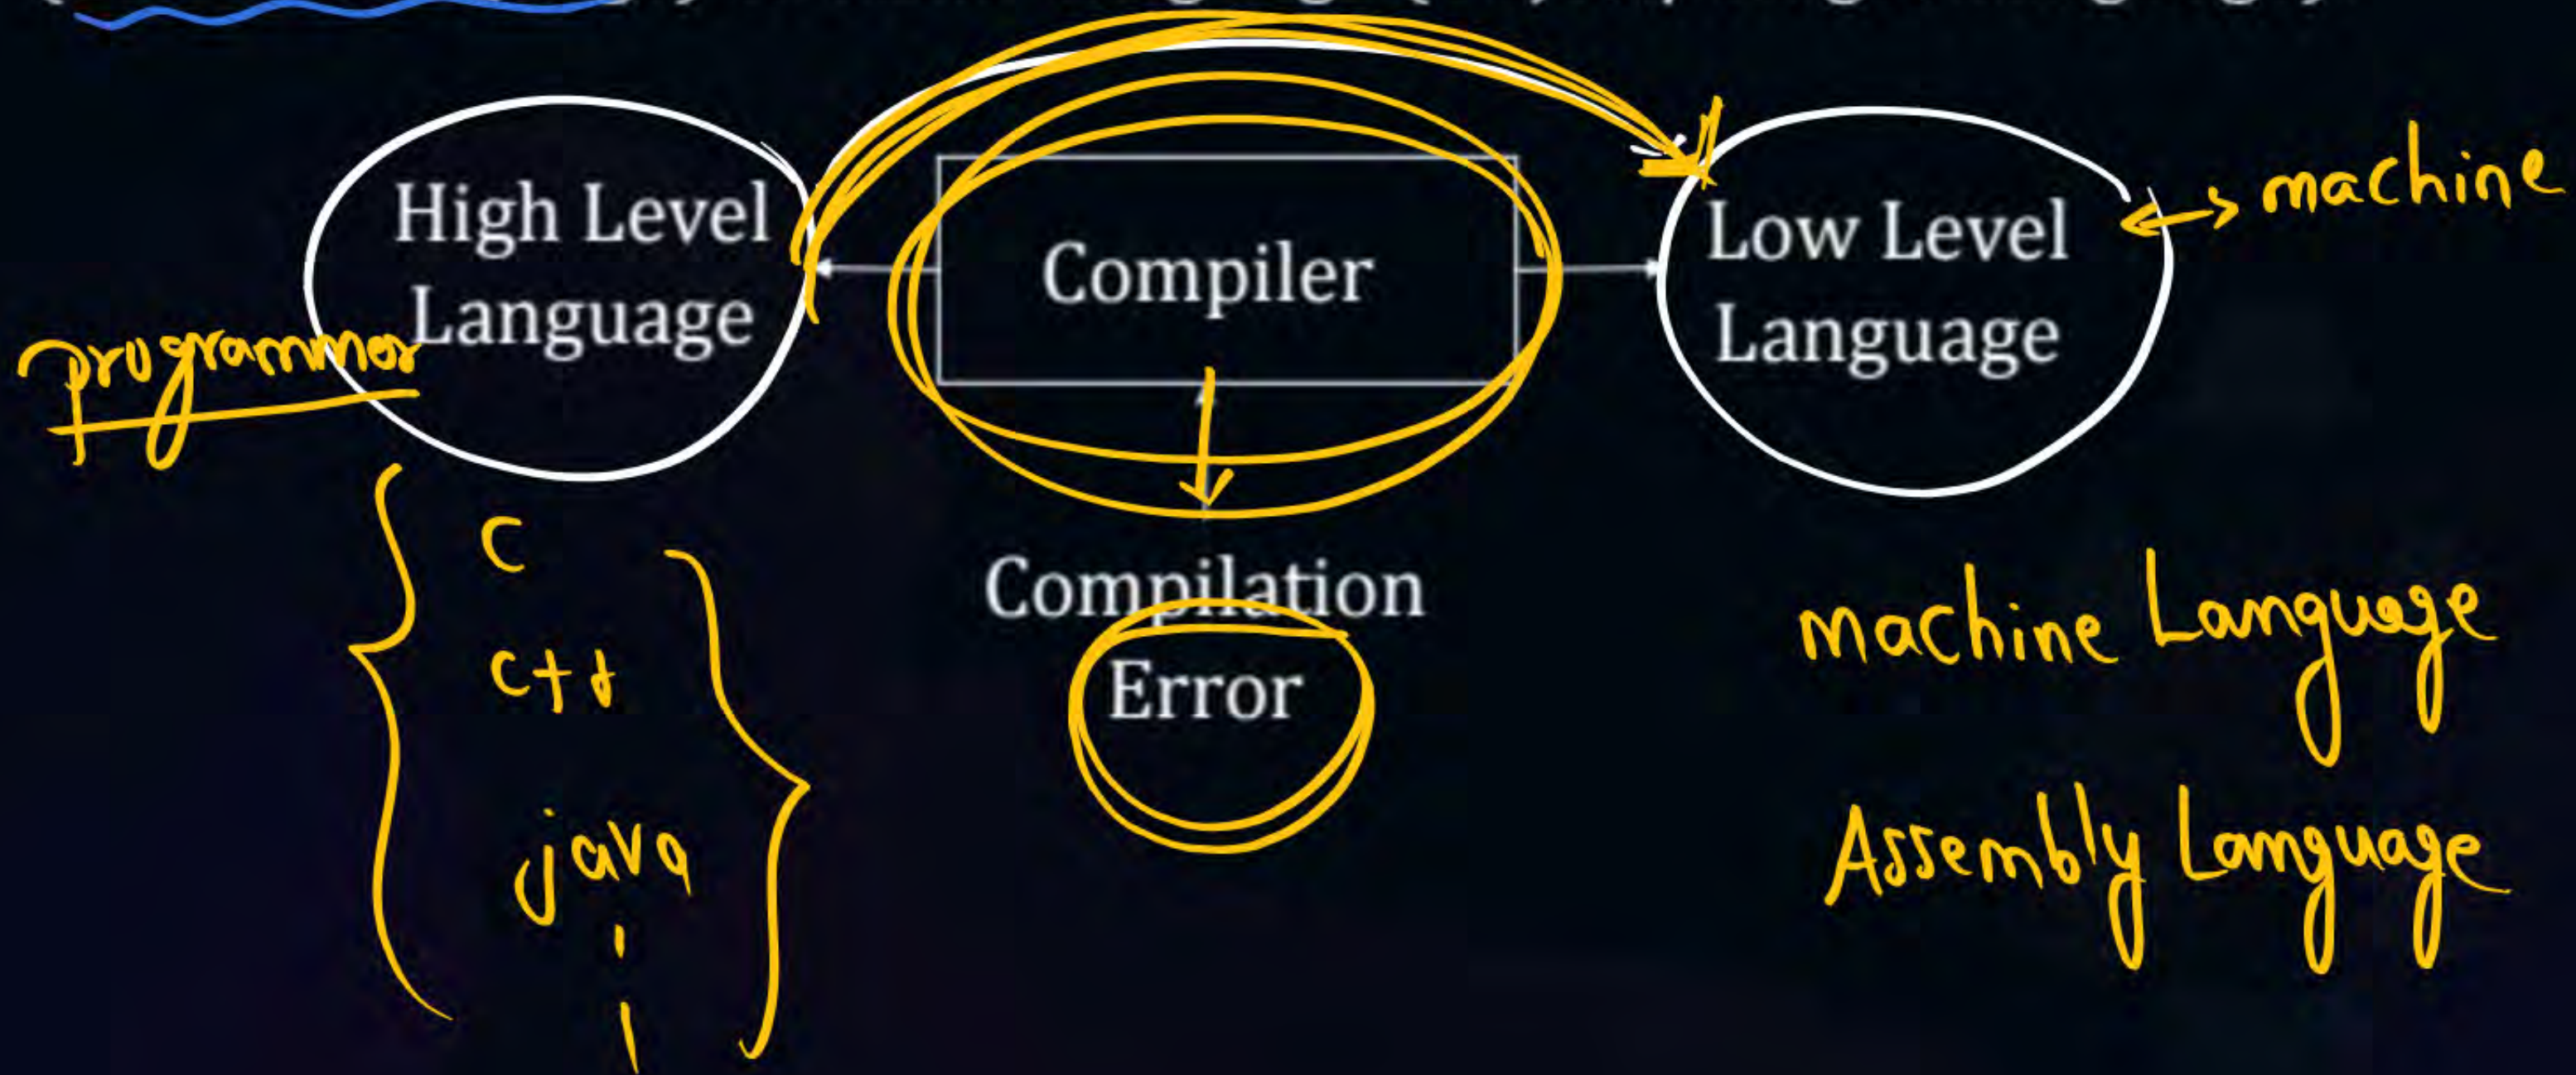 High Level
Language
Compiler
Low Level
Language
machine
programmer
Compilation
Error
C
C++
java
machine Language
Assembly Language